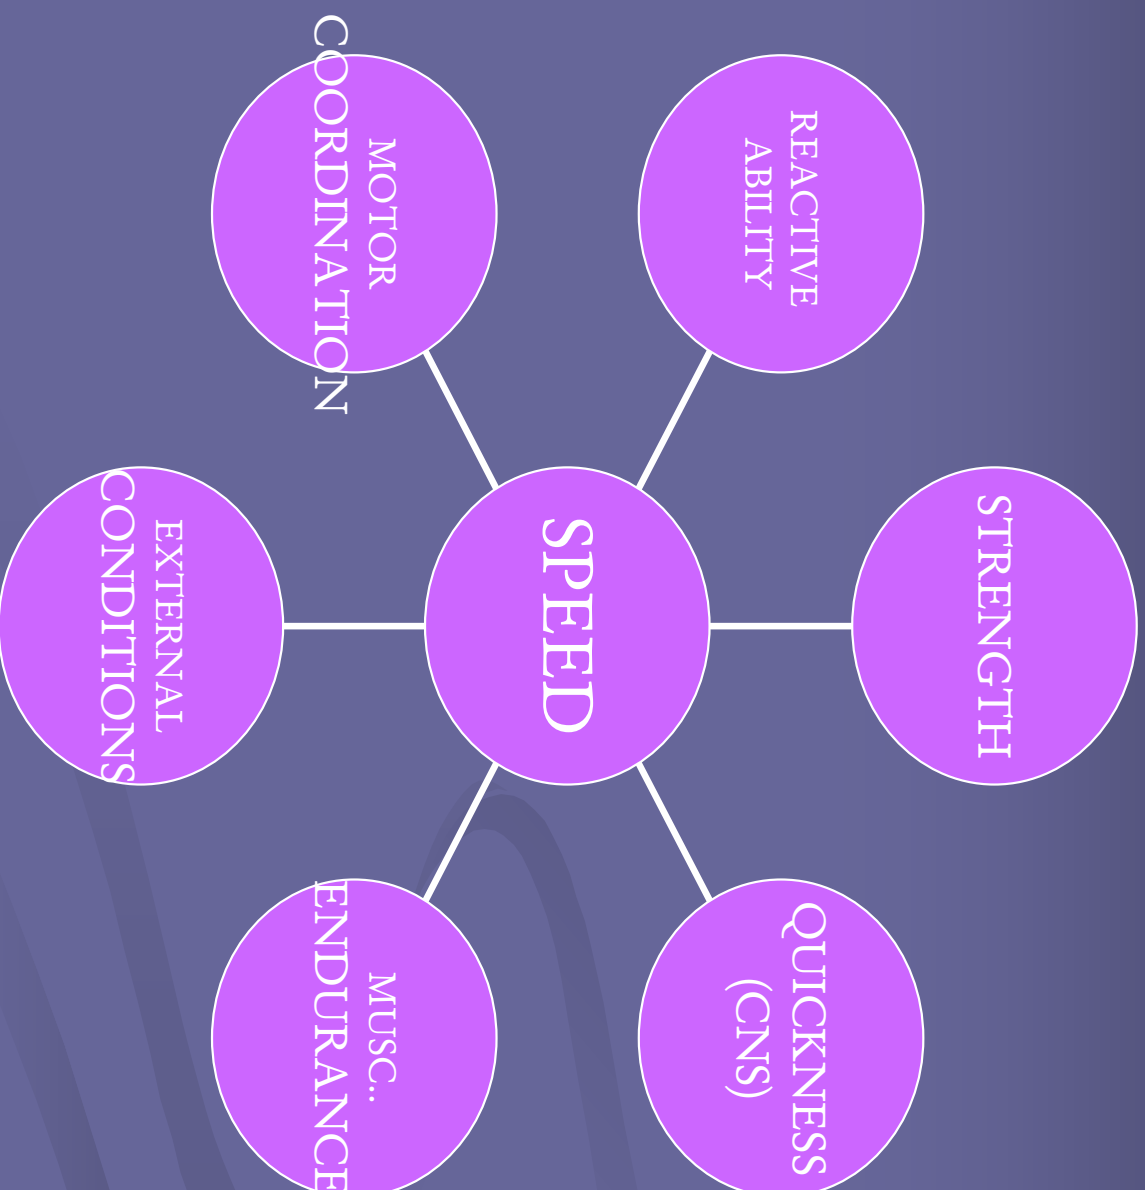 STRENGTH
REACTIVE
ABILITY
QUICKNESS
(CNS)
SPEED
MOTOR
COORDINATION
MUSC..
ENDURANCE
EXTERNAL
CONDITIONS